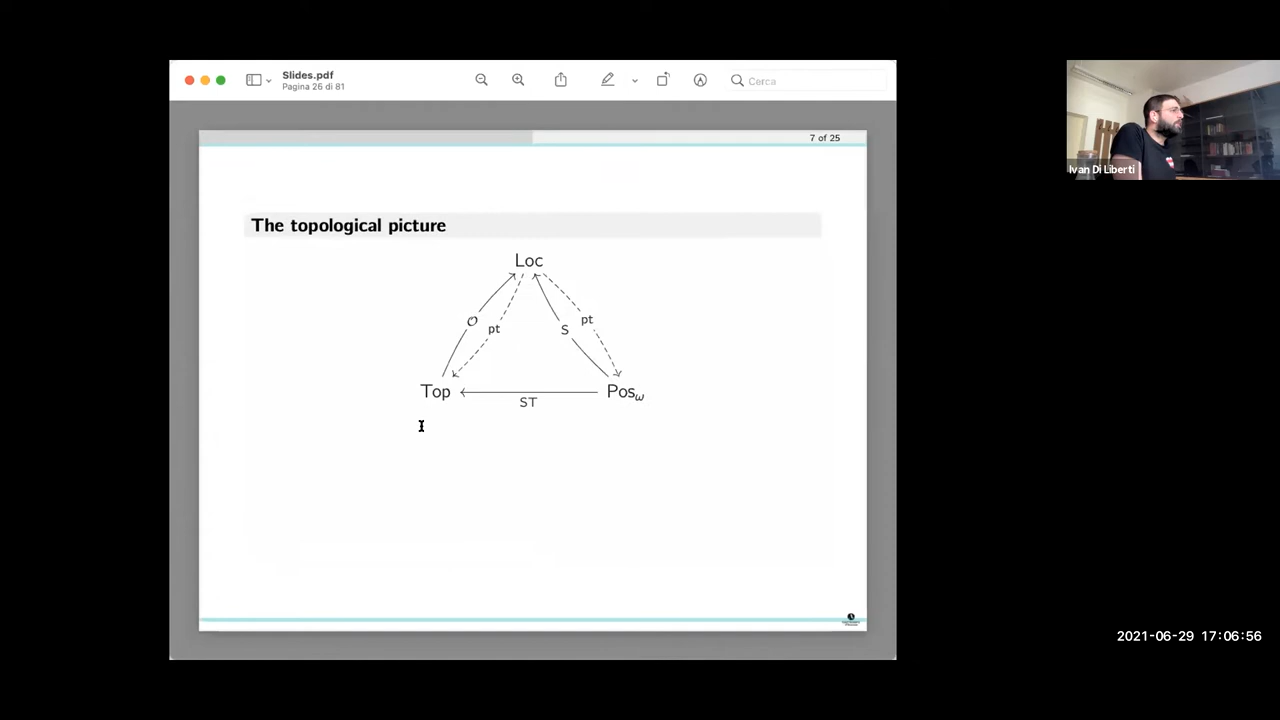 Slides.pdf
Pagina 26 di 81
Cerca
7 of 25
The topological picture
Loc
𝒪
pt
S
pt
Top
Posω
ST
Ivan Di Liberti
2021-06-29 17:06:56